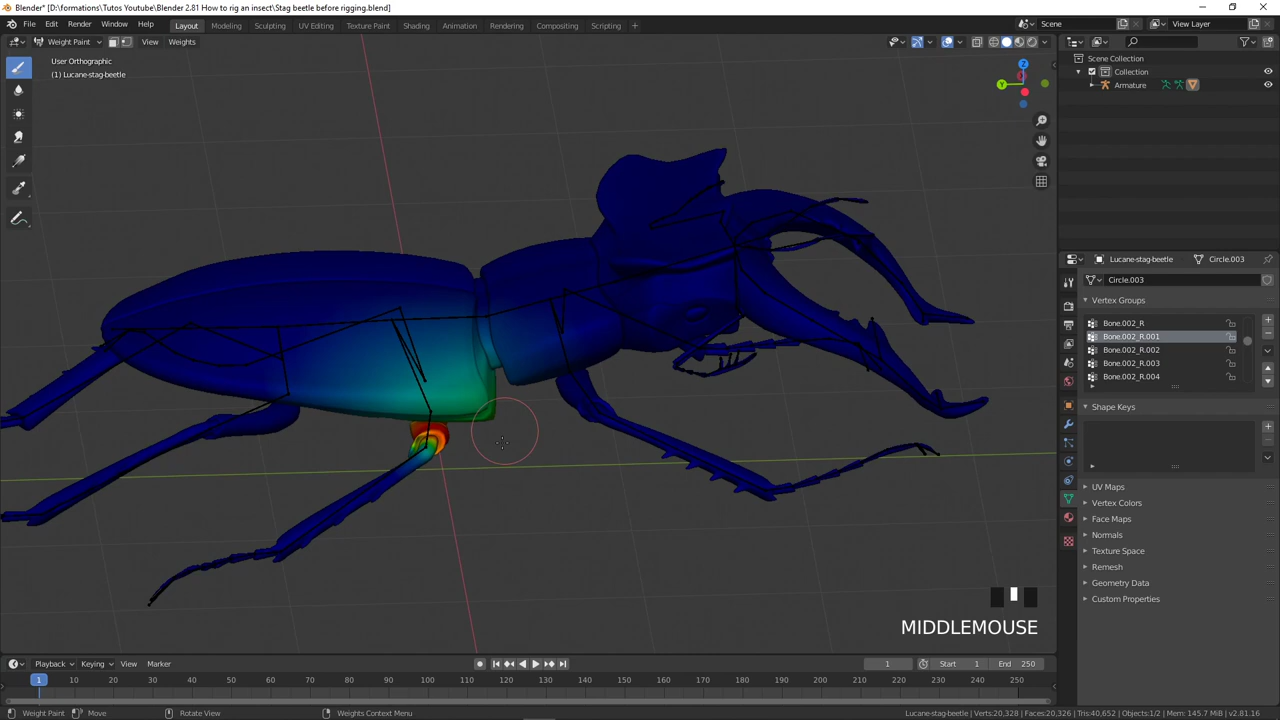 Blender* [D:\formations\Tutos Youtube\Blender 2.81 How to rig an insect\Stag beetle before rigging.blend]
File Edit Render Window Help Layout Modeling Sculpting UV Editing Texture Paint Shading Animation Rendering Compositing Scripting + Scene View Layer
Weight Paint View Weights
User Orthographic
(1) Lucane-stag-beetle
Z
Y
Scene Collection
Collection
Armature
Lucane-stag-beetle Circle.003
Circle.003
Vertex Groups
Bone.002_R
Bone.002_R.001
Bone.002_R.002
Bone.002_R.003
Bone.002_R.004
Shape Keys
UV Maps
Vertex Colors
Face Maps
Normals
Texture Space
Remesh
Geometry Data
Custom Properties
MIDDLEMOUSE
Playback Keying View Marker 1 Start 1 End 250
1 10 20 30 40 50 60 70 80 90 100 110 120 130 140 150 160 170 180 190 200 210 220 230 240 250
Weight Paint Move Rotate View Weights Context Menu Lucane-stag-beetle | Verts:20,328 | Faces:20,326 | Tris:40,652 | Objects:1/2 | Mem: 145.7 MiB | v2.81.16